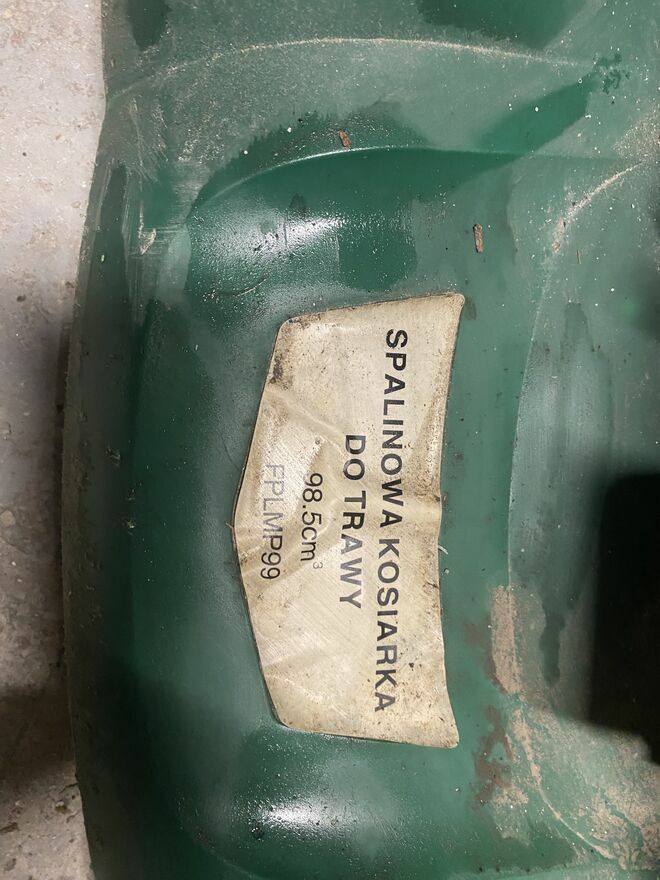 SPALINOWA KOSIARKA
DO TRAWY
98.5cm³
FPLMP99